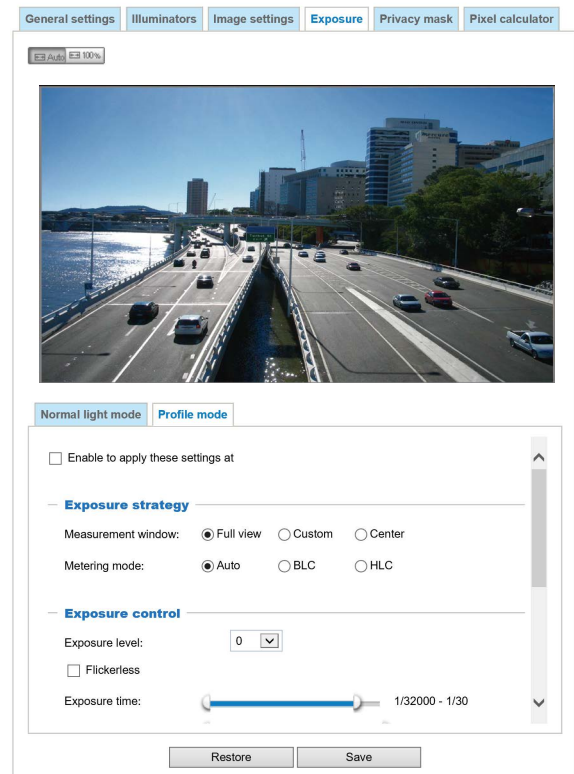 General settings Illuminators Image settings Exposure Privacy mask Pixel calculator
Auto 100%
Normal light mode Profile mode
Enable to apply these settings at
Exposure strategy
Measurement window: Full view Custom Center
Metering mode: Auto BLC HLC
Exposure control
Exposure level: 0
Flickerless
Exposure time: 1/32000 - 1/30
Restore Save